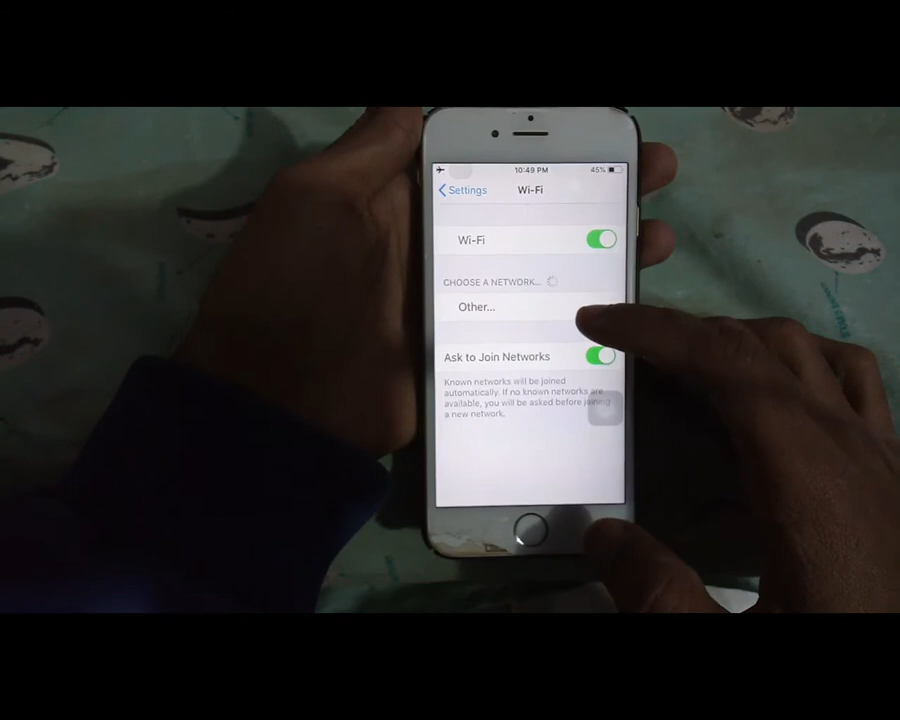 10:49 PM
45%
Settings
Wi-Fi
Wi-Fi
CHOOSE A NETWORK...
Other...
Ask to Join Networks
Known networks will be joined
automatically. If no known networks are
available, you will be asked before joining
a new network.